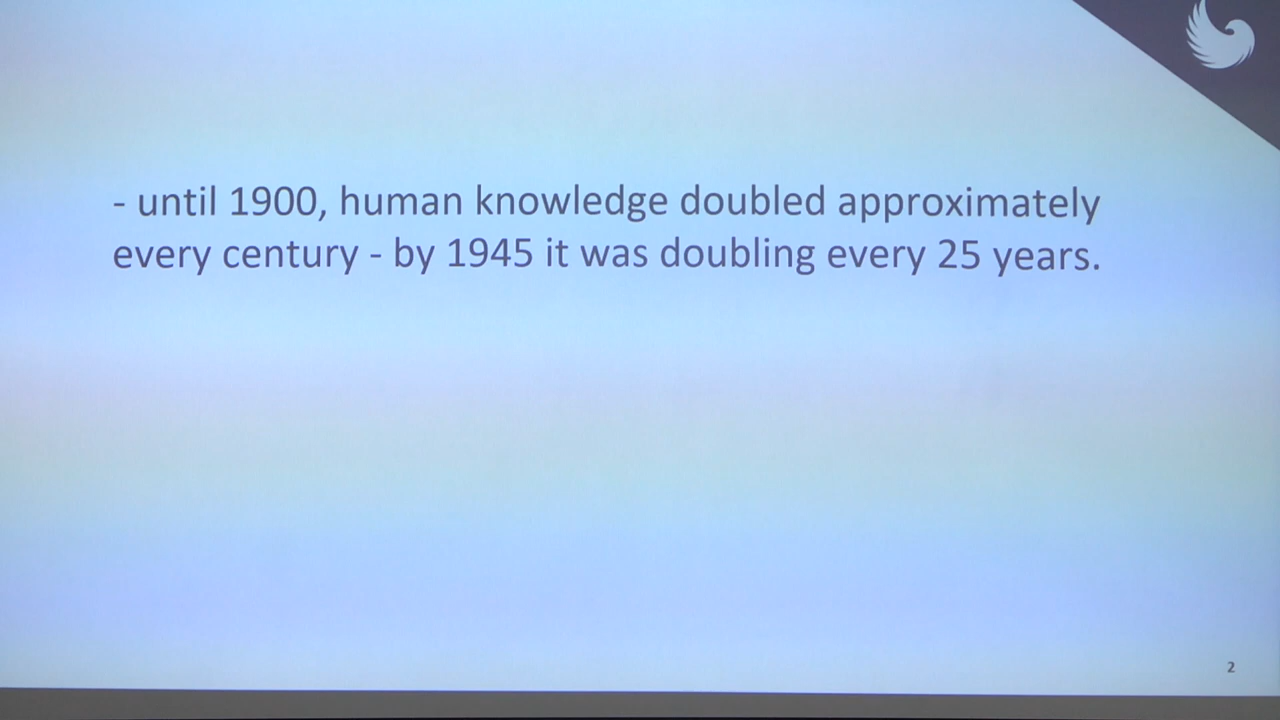 - until 1900, human knowledge doubled approximately
every century - by 1945 it was doubling every 25 years.
2